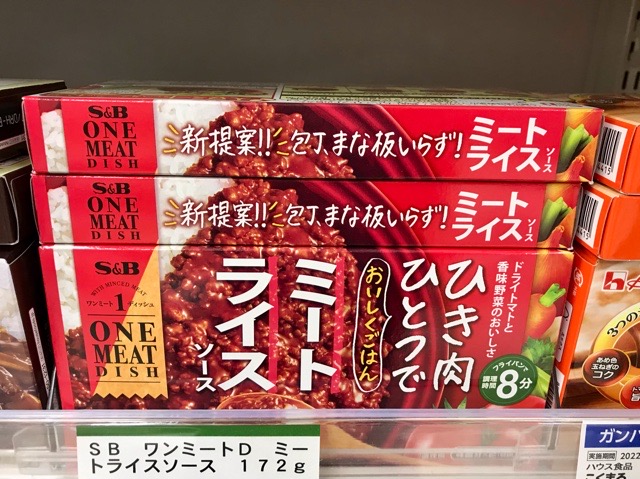 S&B
ONE
MEAT
DISH
新提案!! 包丁、まな板いらず!
ミート
ライス
ソース
S&B
ONE
MEAT
DISH
新提案!! 包丁、まな板いらず!
ミート
ライス
ソース
S&B
WITH MINCED MEAT
ワンミート1ディッシュ
ONE
MEAT
DISH
ドライトマトと
香味野菜のおいしさ
ひき肉
ひとつで
おいしくごはん
ミート
ライス
ソース
フライパンで
調理時間 8分
SB ワンミートD ミー
トライスソース 172g
3つの
あめ色
玉ねぎの
コク
ガンバ
実施期間 2022
ハウス食品
こくまろ